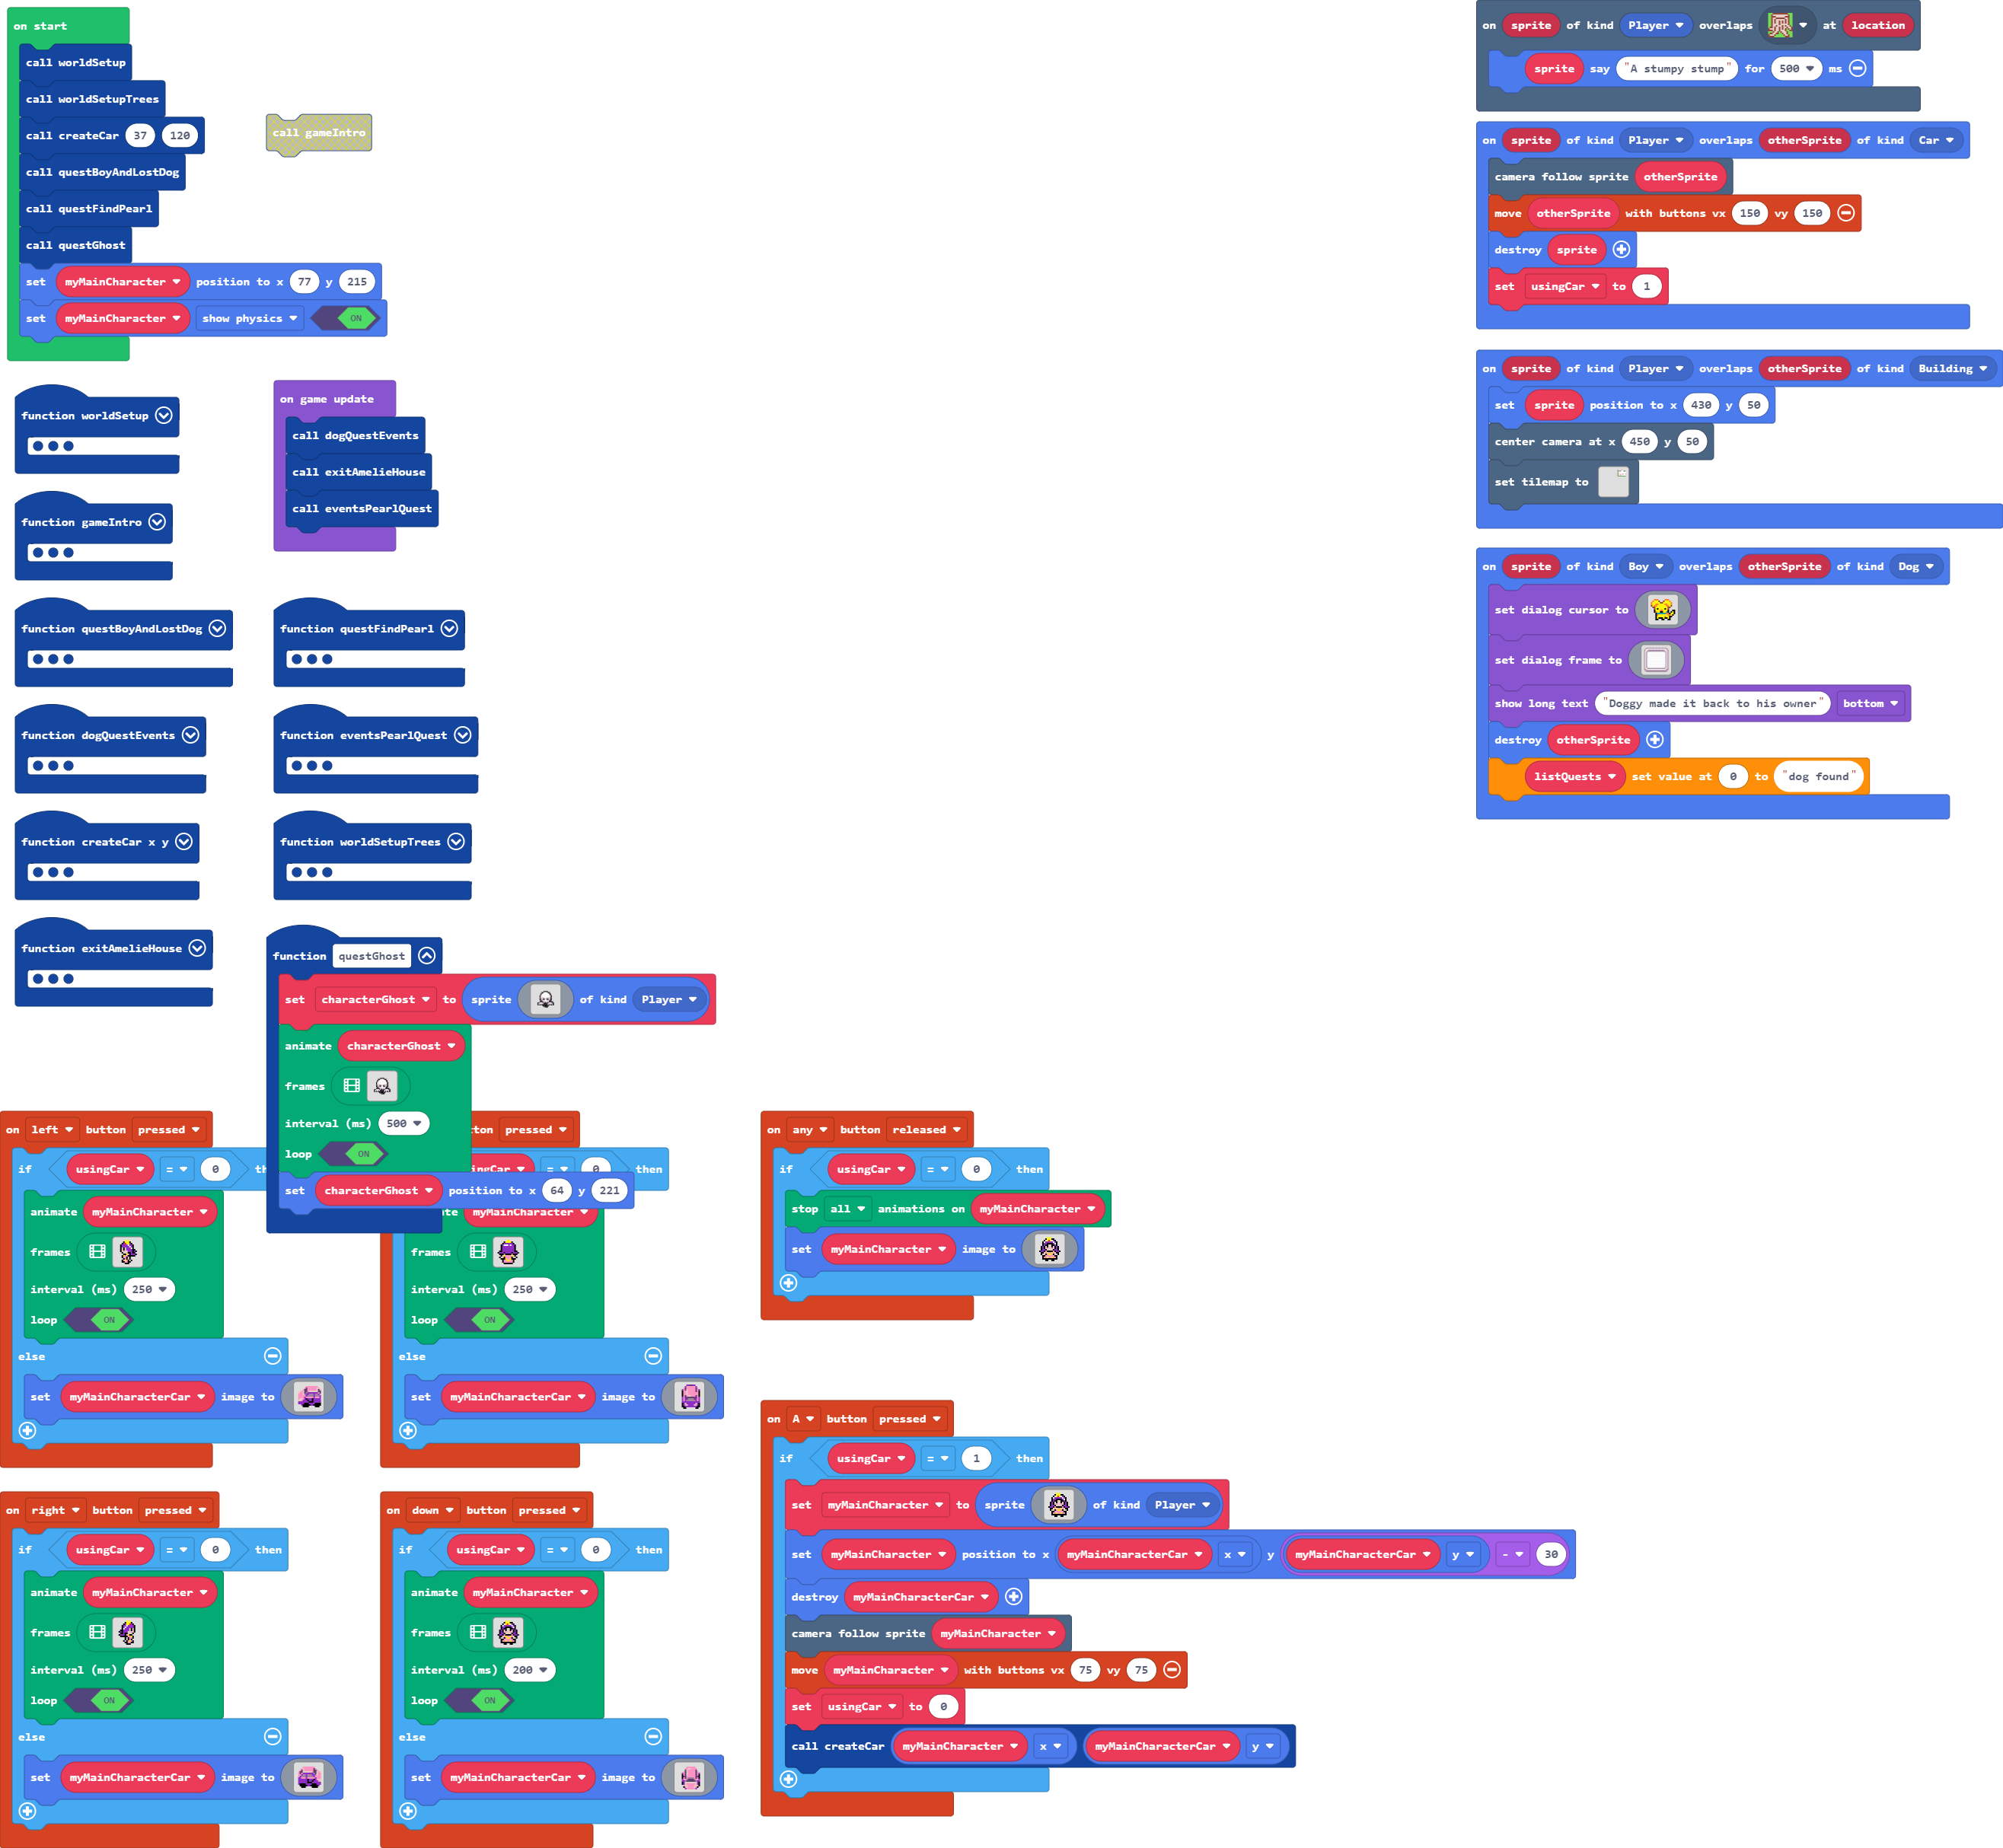 on start
call worldSetup
call worldSetupTrees
call createCar 37 120
call questBoyAndLostDog
call questFindPearl
call questGhost
set myMainCharacter position to x 77 y 215
set myMainCharacter show physics ON
call gameIntro
function worldSetup
on game update
call dogQuestEvents
call exitAmelieHouse
call eventsPearlQuest
function gameIntro
function questBoyAndLostDog
function questFindPearl
function dogQuestEvents
function eventsPearlQuest
function createCar x y
function worldSetupTrees
function exitAmelieHouse
function questGhost
set characterGhost to sprite of kind Player
animate characterGhost
frames
interval (ms) 500
loop ON
set characterGhost position to x 64 y 221
on left button pressed
if usingCar = 0 th
animate myMainCharacter
frames
interval (ms) 250
loop ON
else
set myMainCharacterCar image to
tton pressed
ingCar = 0 then
ate myMainCharacter
frames
interval (ms) 250
loop ON
else
set myMainCharacterCar image to
on right button pressed
if usingCar = 0 then
animate myMainCharacter
frames
interval (ms) 250
loop ON
else
set myMainCharacterCar image to
on down button pressed
if usingCar = 0 then
animate myMainCharacter
frames
interval (ms) 200
loop ON
else
set myMainCharacterCar image to
on any button released
if usingCar = 0 then
stop all animations on myMainCharacter
set myMainCharacter image to
on A button pressed
if usingCar = 1 then
set myMainCharacter to sprite of kind Player
set myMainCharacter position to x myMainCharacterCar x y myMainCharacterCar y - 30
destroy myMainCharacterCar
camera follow sprite myMainCharacter
move myMainCharacter with buttons vx 75 vy 75
set usingCar to 0
call createCar myMainCharacter x myMainCharacterCar y
on sprite of kind Player overlaps at location
sprite say "A stumpy stump" for 500 ms
on sprite of kind Player overlaps otherSprite of kind Car
camera follow sprite otherSprite
move otherSprite with buttons vx 150 vy 150
destroy sprite
set usingCar to 1
on sprite of kind Player overlaps otherSprite of kind Building
set sprite position to x 430 y 50
center camera at x 450 y 50
set tilemap to
on sprite of kind Boy overlaps otherSprite of kind Dog
set dialog cursor to
set dialog frame to
show long text "Doggy made it back to his owner" bottom
destroy otherSprite
listQuests set value at 0 to "dog found"